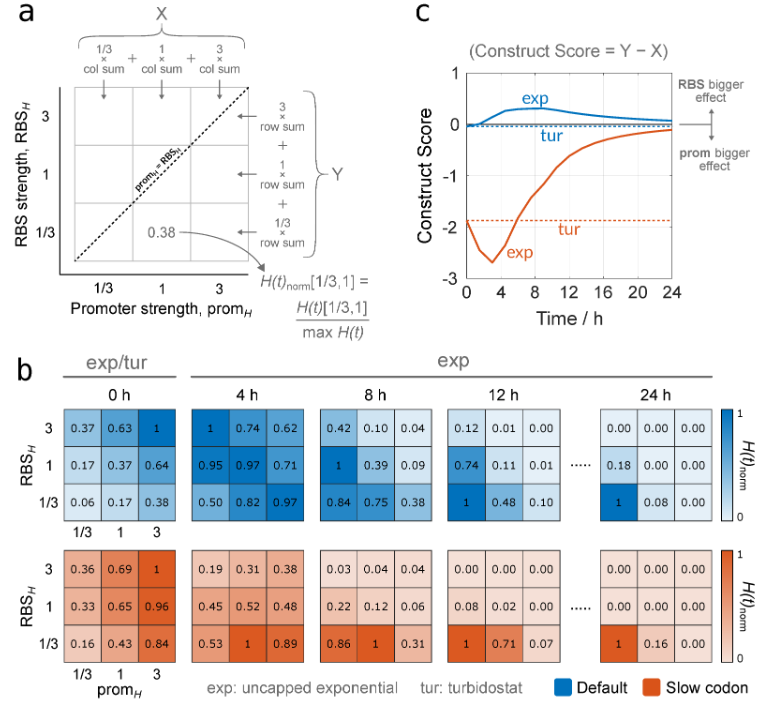 a
X
1/3 + 1 + 3
× × ×
col sum col sum col sum
RBS strength, RBSH
3
1
1/3
promH = RBSH
0.38
3
×
row sum
+
1
×
row sum
+
1/3
×
row sum
Y
1/3 1 3
Promoter strength, promH
H(t)norm[1/3,1] =
H(t)[1/3,1]
max H(t)
c
(Construct Score = Y − X)
Construct Score
1
0
-1
-2
-3
exp
tur
tur
exp
RBS bigger
effect
prom bigger
effect
0 4 8 12 16 20 24
Time / h
b
exp/tur exp
0 h 4 h 8 h 12 h 24 h
RBSH
3 0.37 0.63 1 1 0.74 0.62 0.42 0.10 0.04 0.12 0.01 0.00 0.00 0.00 0.00
1 0.17 0.37 0.64 0.95 0.97 0.71 1 0.39 0.09 0.74 0.11 0.01 ..... 0.18 0.00 0.00
1/3 0.06 0.17 0.38 0.50 0.82 0.97 0.84 0.75 0.38 1 0.48 0.10 1 0.08 0.00
1/3 1 3
1
0
H(t)norm
RBSH
3 0.36 0.69 1 0.19 0.31 0.38 0.03 0.04 0.04 0.00 0.00 0.00 0.00 0.00 0.00
1 0.33 0.65 0.96 0.45 0.52 0.48 0.22 0.12 0.06 0.08 0.02 0.00 ..... 0.00 0.00 0.00
1/3 0.16 0.43 0.84 0.53 1 0.89 0.86 1 0.31 1 0.71 0.07 1 0.16 0.00
1/3 1 3
promH
1
0
H(t)norm
exp: uncapped exponential tur: turbidostat Default Slow codon